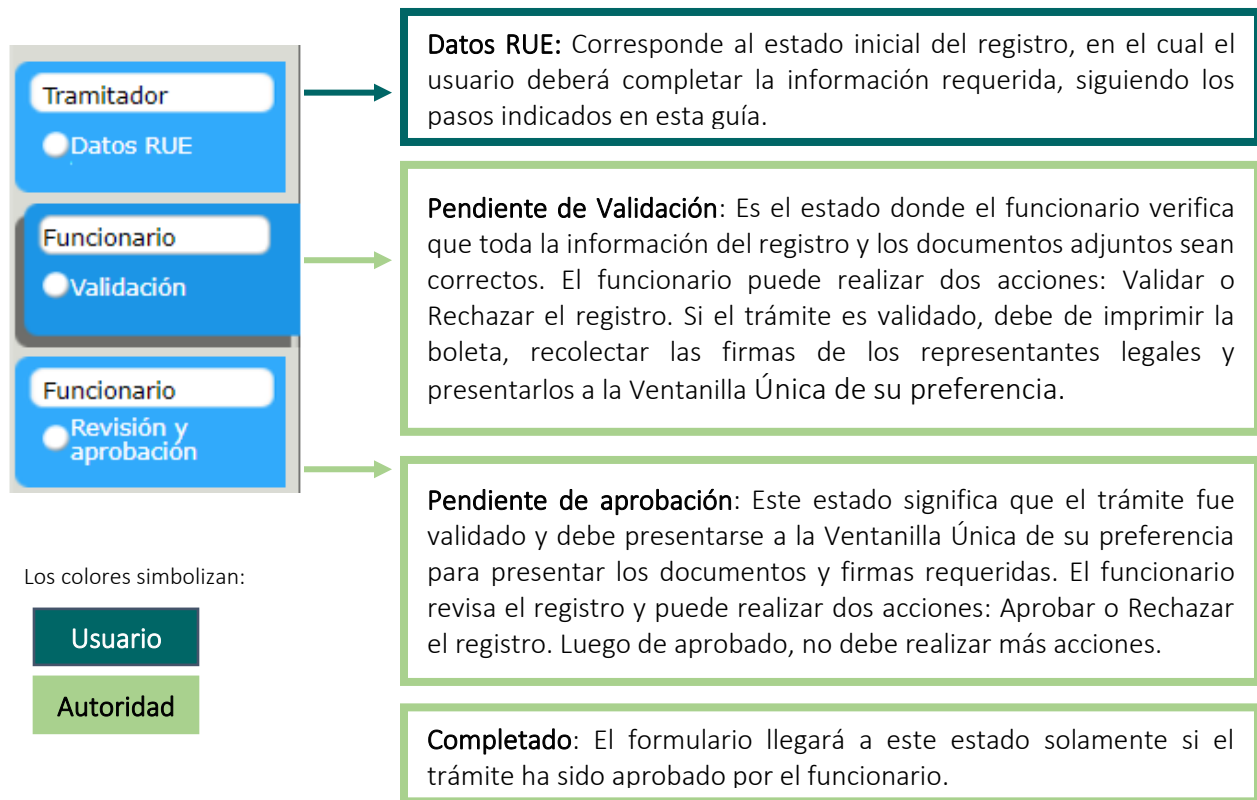 Tramitador
Datos RUE
Funcionario
Validación
Funcionario
Revisión y
aprobación
Los colores simbolizan:
Usuario
Autoridad
Datos RUE: Corresponde al estado inicial del registro, en el cual el
usuario deberá completar la información requerida, siguiendo los
pasos indicados en esta guía.
Pendiente de Validación: Es el estado donde el funcionario verifica
que toda la información del registro y los documentos adjuntos sean
correctos. El funcionario puede realizar dos acciones: Validar o
Rechazar el registro. Si el trámite es validado, debe de imprimir la
boleta, recolectar las firmas de los representantes legales y
presentarlos a la Ventanilla Única de su preferencia.
Pendiente de aprobación: Este estado significa que el trámite fue
validado y debe presentarse a la Ventanilla Única de su preferencia
para presentar los documentos y firmas requeridas. El funcionario
revisa el registro y puede realizar dos acciones: Aprobar o Rechazar
el registro. Luego de aprobado, no debe realizar más acciones.
Completado: El formulario llegará a este estado solamente si el
trámite ha sido aprobado por el funcionario.